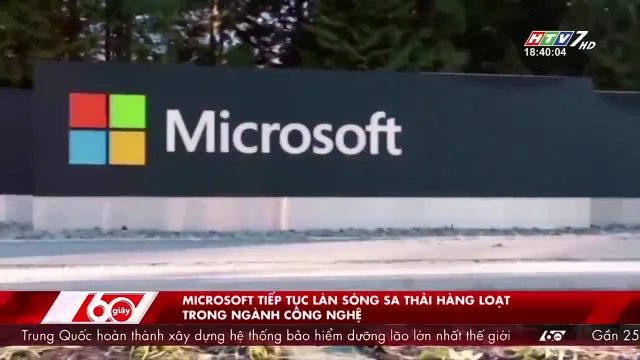 HTV7 HD
18:40:04
Microsoft
60 giây
MICROSOFT TIẾP TỤC LÀN SÓNG SA THẢI HÀNG LOẠT
TRONG NGÀNH CÔNG NGHỆ
Trung Quốc hoàn thành xây dựng hệ thống bảo hiểm dưỡng lão lớn nhất thế giới
60
Gần 25